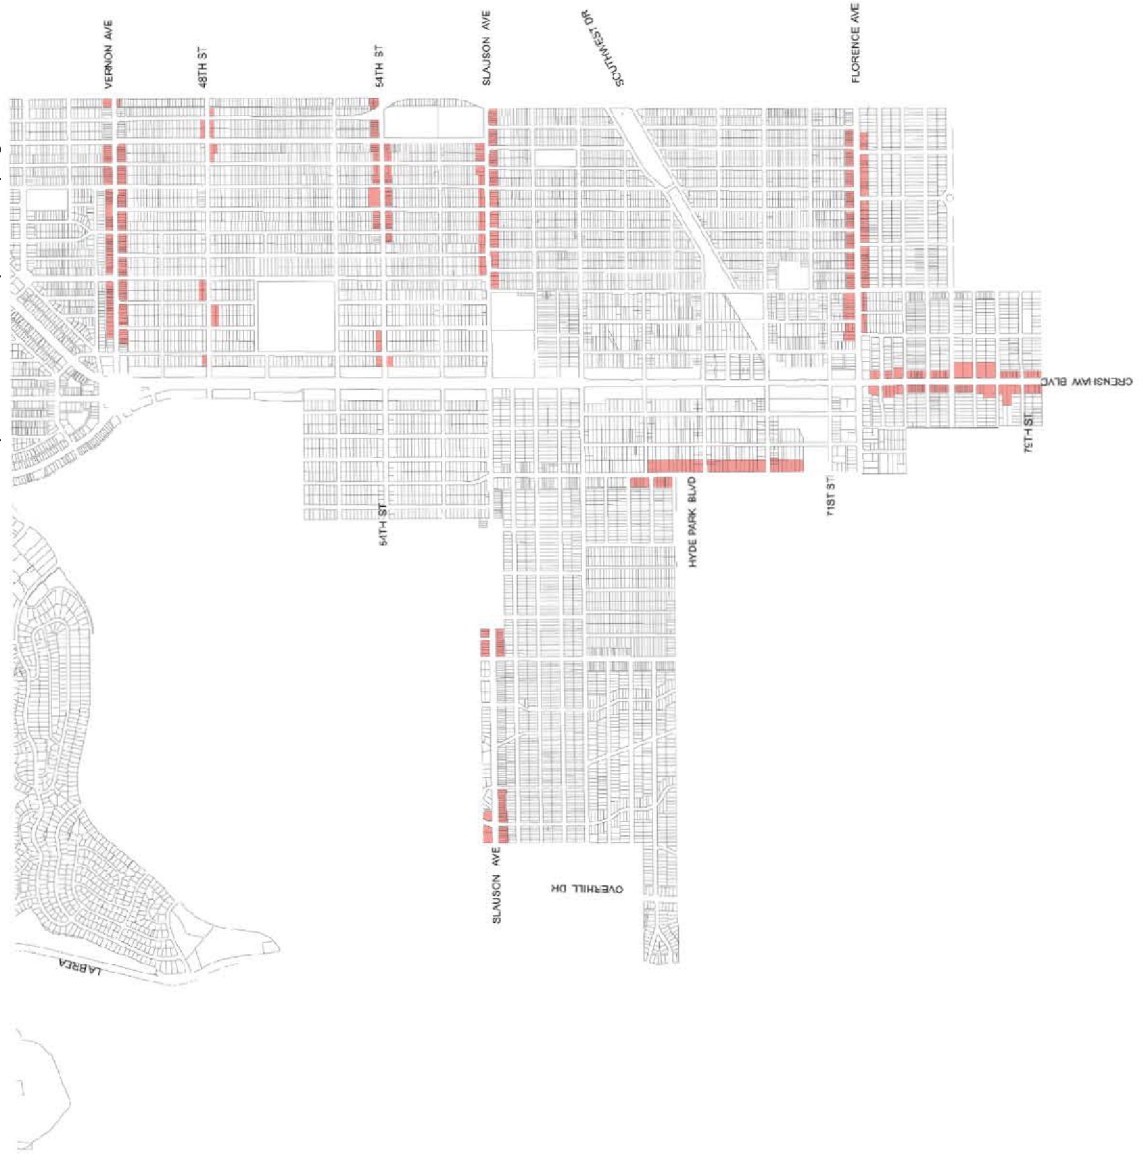 VERNON AVE
48TH ST
54TH ST
SLAUSON AVE
SOUTHWEST DR
FLORENCE AVE
CRENSHAW BLVD
79TH ST
71ST ST
HYDE PARK BLVD
54TH ST
SLAUSON AVE
OVERHILL DR
LABREA